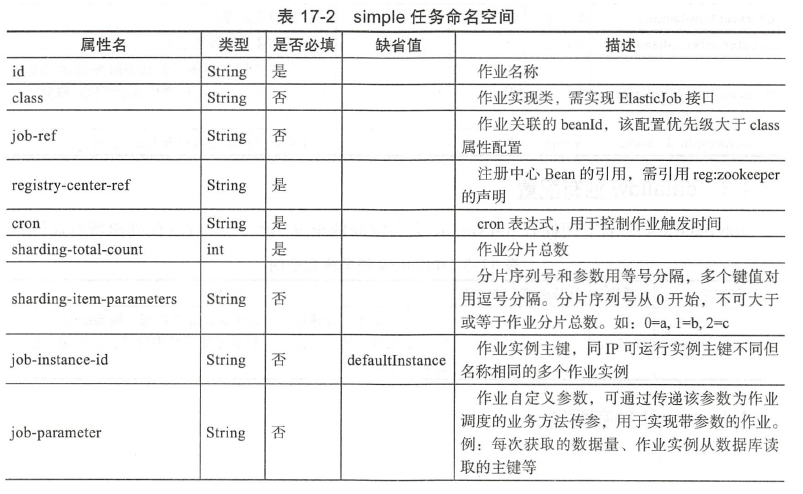 表 17-2 simple 任务命名空间
属性名 类型 是否必填 缺省值 描述
id String 是 作业名称
class String 否 作业实现类，需实现 ElasticJob 接口
job-ref String 否 作业关联的 beanId，该配置优先级大于 class
属性配置
registry-center-ref String 是 注册中心 Bean 的引用，需引用 reg:zookeeper
的声明
cron String 是 cron 表达式，用于控制作业触发时间
sharding-total-count int 是 作业分片总数
sharding-item-parameters String 否 分片序列号和参数用等号分隔，多个键值对
用逗号分隔。分片序列号从 0 开始，不可大于
或等于作业分片总数。如：0=a, 1=b, 2=c
job-instance-id String 否 defaultInstance 作业实例主键，同 IP 可运行实例主键不同但
名称相同的多个作业实例
job-parameter String 否 作业自定义参数，可通过传递该参数为作业
调度的业务方法传参，用于实现带参数的作业。
例：每次获取的数据量、作业实例从数据库读
取的主键等